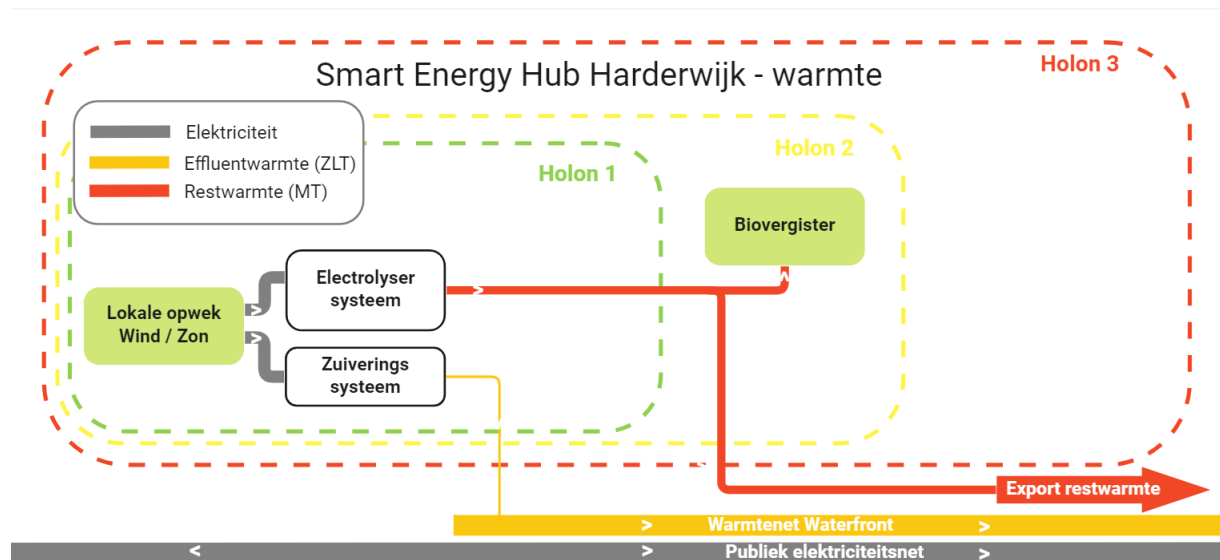 Smart Energy Hub Harderwijk - warmte
Holon 3
Elektriciteit
Effluentwarmte (ZLT)
Restwarmte (MT)
Holon 2
Holon 1
Biovergister
Electrolyser
systeem
Lokale opwek
Wind / Zon
Zuiverings
systeem
Export restwarmte
Warmtenet Waterfront
Publiek elektriciteitsnet